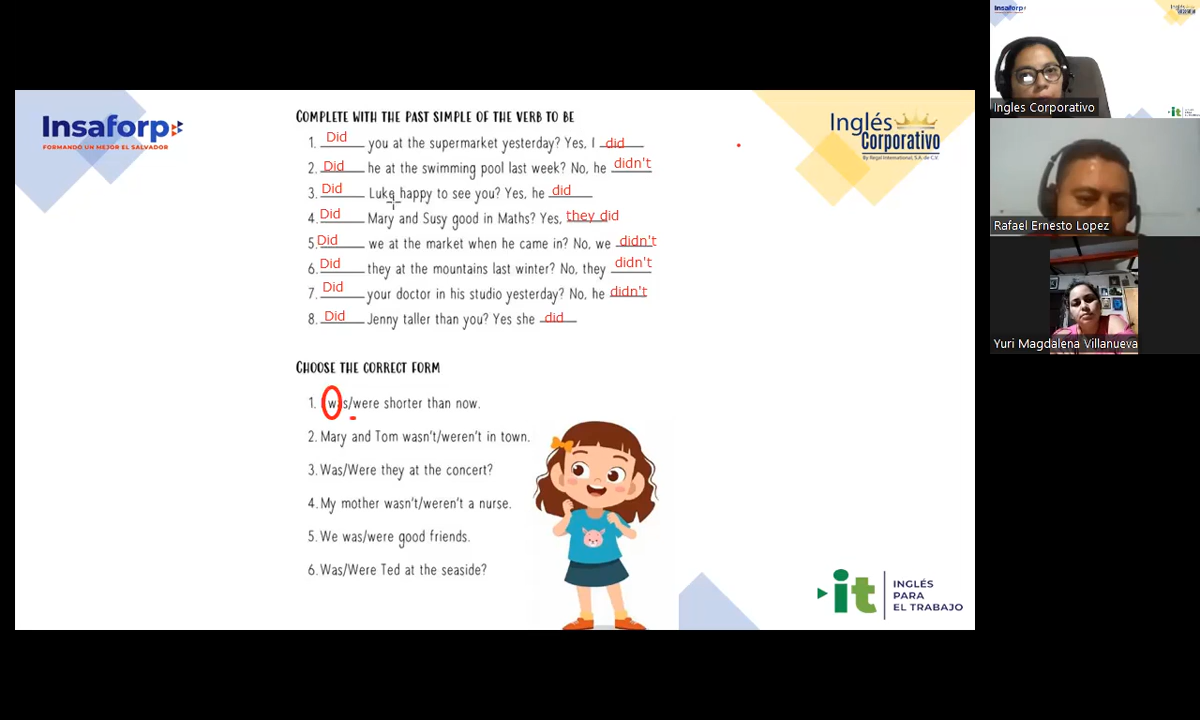 Insaforp
FORMANDO UN MEJOR EL SALVADOR
COMPLETE WITH THE PAST SIMPLE OF THE VERB TO BE
1. Did you at the supermarket yesterday? Yes, I did
2. Did he at the swimming pool last week? No, he didn't
3. Did Luke happy to see you? Yes, he did
4. Did Mary and Susy good in Maths? Yes, they did
5. Did we at the market when he came in? No, we didn't
6. Did they at the mountains last winter? No, they didn't
7. Did your doctor in his studio yesterday? No, he didn't
8. Did Jenny taller than you? Yes she did
Inglés
Corporativo
By Regal International, S.A. de C.V.
CHOOSE THE CORRECT FORM
1. I was/were shorter than now.
2. Mary and Tom wasn't/weren't in town.
3. Was/Were they at the concert?
4. My mother wasn't/weren't a nurse.
5. We was/were good friends.
6. Was/Were Ted at the seaside?
it
INGLÉS
PARA
EL TRABAJO
Insaforp
Ingles Corporativo
Rafael Ernesto Lopez
Yuri Magdalena Villanueva